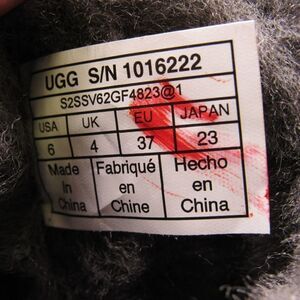 UGG S/N 1016222
S2SSV62GF4823@1
USA UK EU JAPAN
6 4 37 23
Made Fabriqué Hecho
in en en
China Chine China